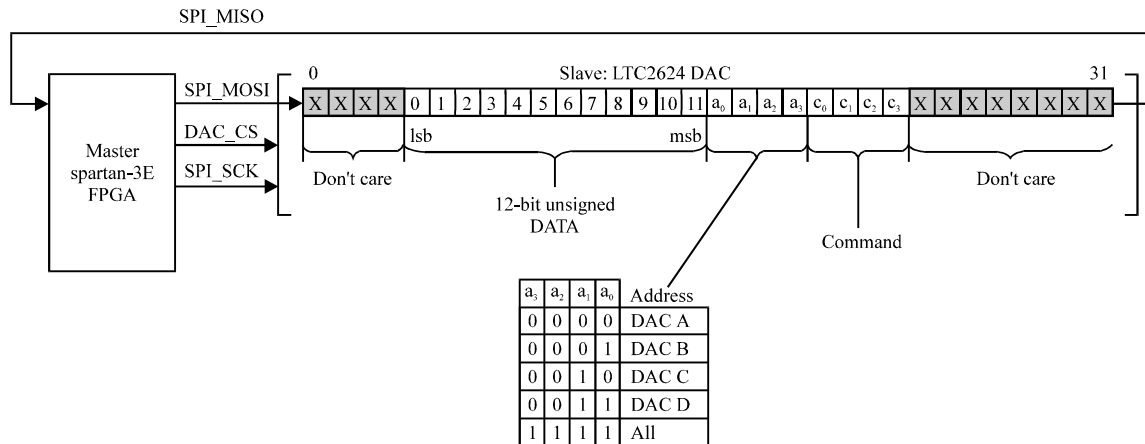 SPI_MISO
0 Slave: LTC2624 DAC 31
SPI_MOSI
X X X X 0 1 2 3 4 5 6 7 8 9 10 11 a₀ a₁ a₂ a₃ c₀ c₁ c₂ c₃ X X X X X X X X
DAC_CS
lsb msb
Master
spartan-3E
FPGA
SPI_SCK
Don't care
12-bit unsigned
DATA
Command
Don't care
a₃ a₂ a₁ a₀ Address
0 0 0 0 DAC A
0 0 0 1 DAC B
0 0 1 0 DAC C
0 0 1 1 DAC D
1 1 1 1 All